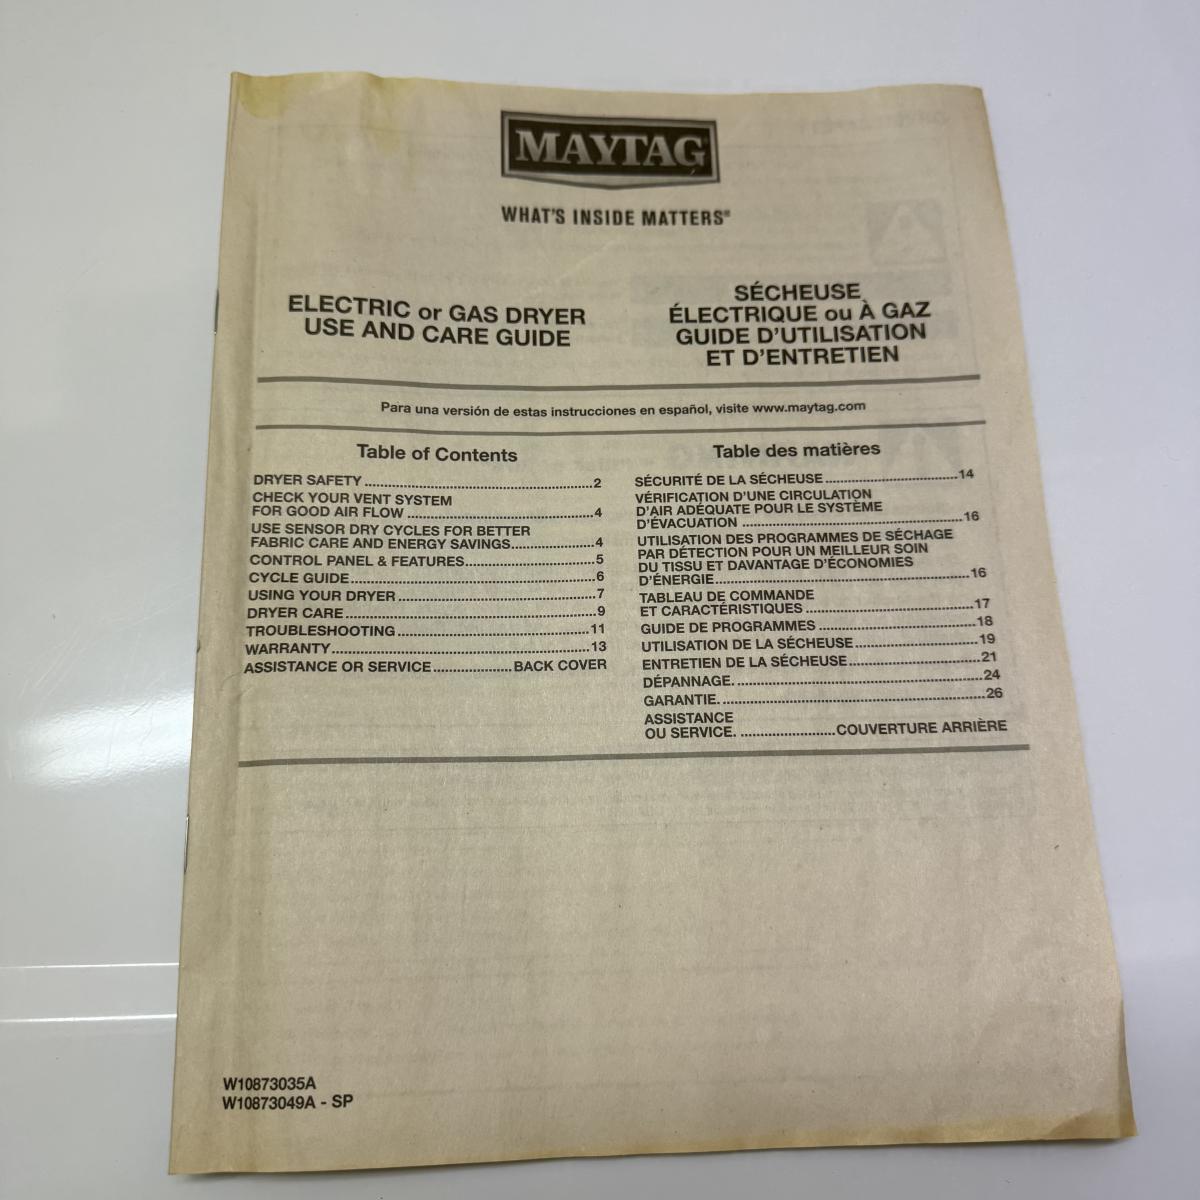 MAYTAG
WHAT'S INSIDE MATTERS®
ELECTRIC or GAS DRYER
USE AND CARE GUIDE
SÉCHEUSE
ÉLECTRIQUE ou À GAZ
GUIDE D'UTILISATION
ET D'ENTRETIEN
Para una versión de estas instrucciones en español, visite www.maytag.com
Table of Contents
DRYER SAFETY ........................................................2
CHECK YOUR VENT SYSTEM
FOR GOOD AIR FLOW .............................................4
USE SENSOR DRY CYCLES FOR BETTER
FABRIC CARE AND ENERGY SAVINGS....................4
CONTROL PANEL & FEATURES...............................5
CYCLE GUIDE...........................................................6
USING YOUR DRYER ................................................7
DRYER CARE............................................................9
TROUBLESHOOTING..............................................11
WARRANTY.............................................................13
ASSISTANCE OR SERVICE...................BACK COVER
Table des matières
SÉCURITÉ DE LA SÉCHEUSE ................................14
VÉRIFICATION D'UNE CIRCULATION
D'AIR ADÉQUATE POUR LE SYSTÈME
D'ÉVACUATION ......................................................16
UTILISATION DES PROGRAMMES DE SÉCHAGE
PAR DÉTECTION POUR UN MEILLEUR SOIN
DU TISSU ET DAVANTAGE D'ÉCONOMIES
D'ÉNERGIE..............................................................16
TABLEAU DE COMMANDE
ET CARACTÉRISTIQUES ........................................17
GUIDE DE PROGRAMMES ......................................18
UTILISATION DE LA SÉCHEUSE..............................19
ENTRETIEN DE LA SÉCHEUSE................................21
DÉPANNAGE. ...........................................................24
GARANTIE. ...............................................................26
ASSISTANCE
OU SERVICE. .......................COUVERTURE ARRIÈRE
W10873035A
W10873049A - SP